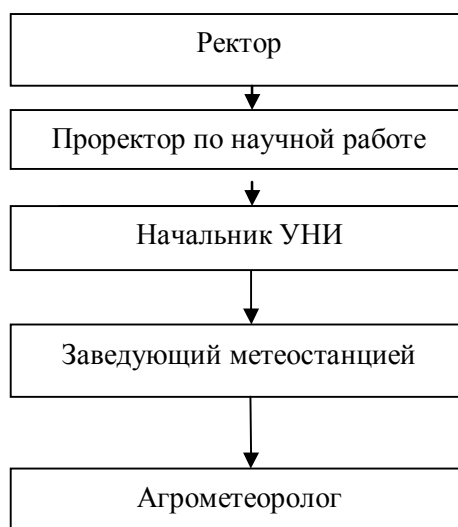 Ректор
Проректор по научной работе
Начальник УНИ
Заведующий метеостанцией
Агрометеоролог